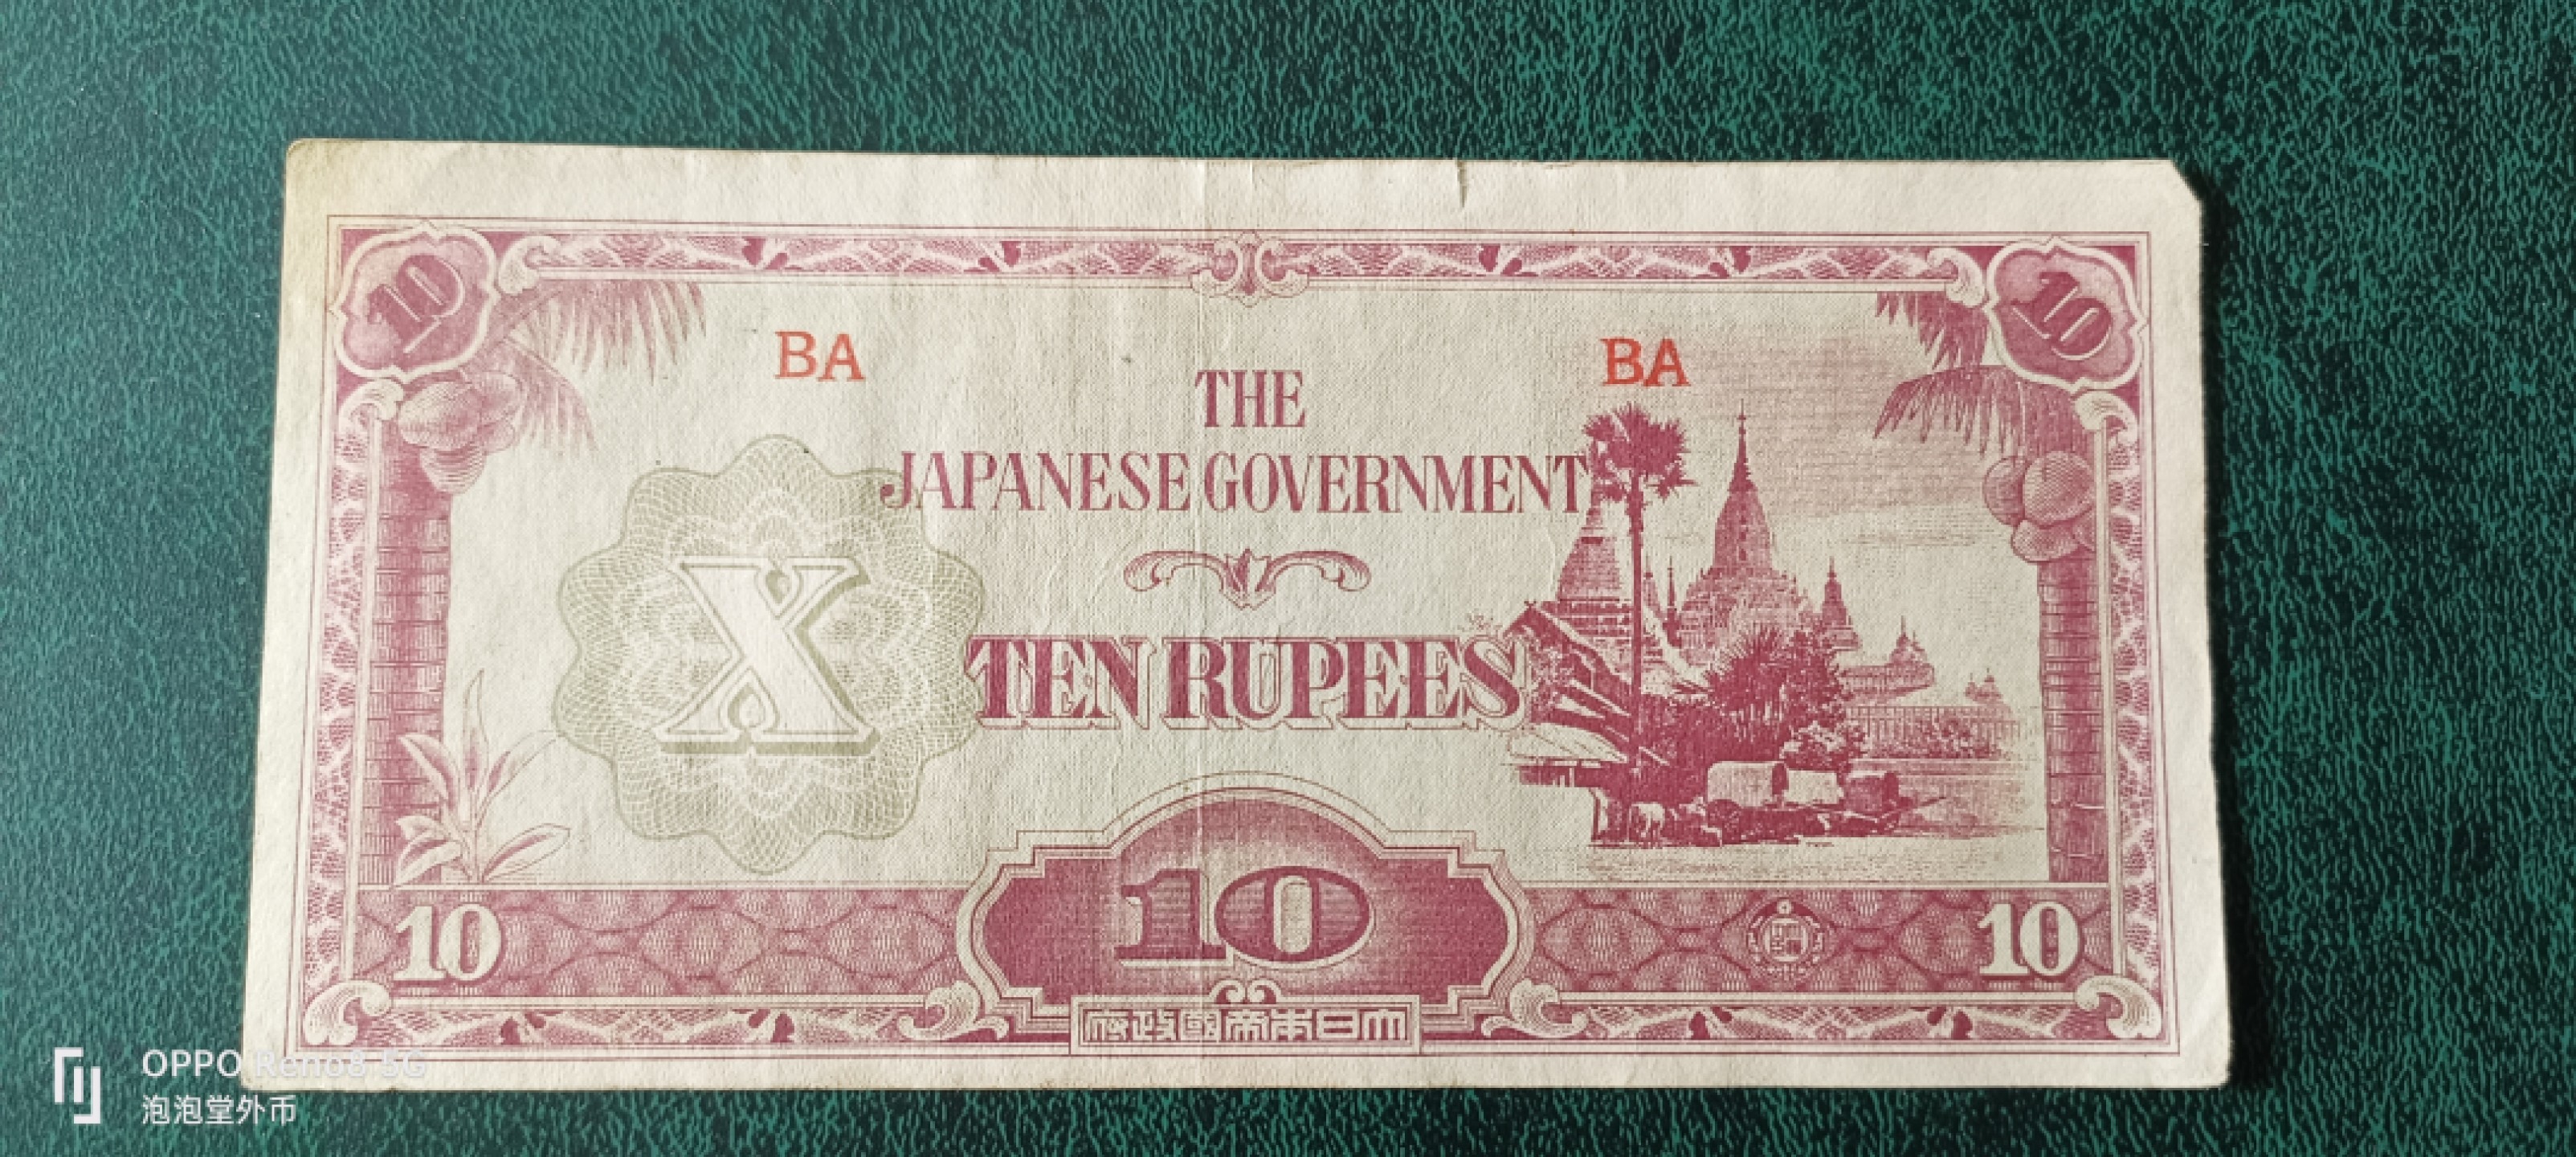 10 10
BA BA
THE
JAPANESE GOVERNMENT
X
TEN RUPEES
10 10 10
府政國帝本日大
OPPO Reno8 5G
泡泡堂外币